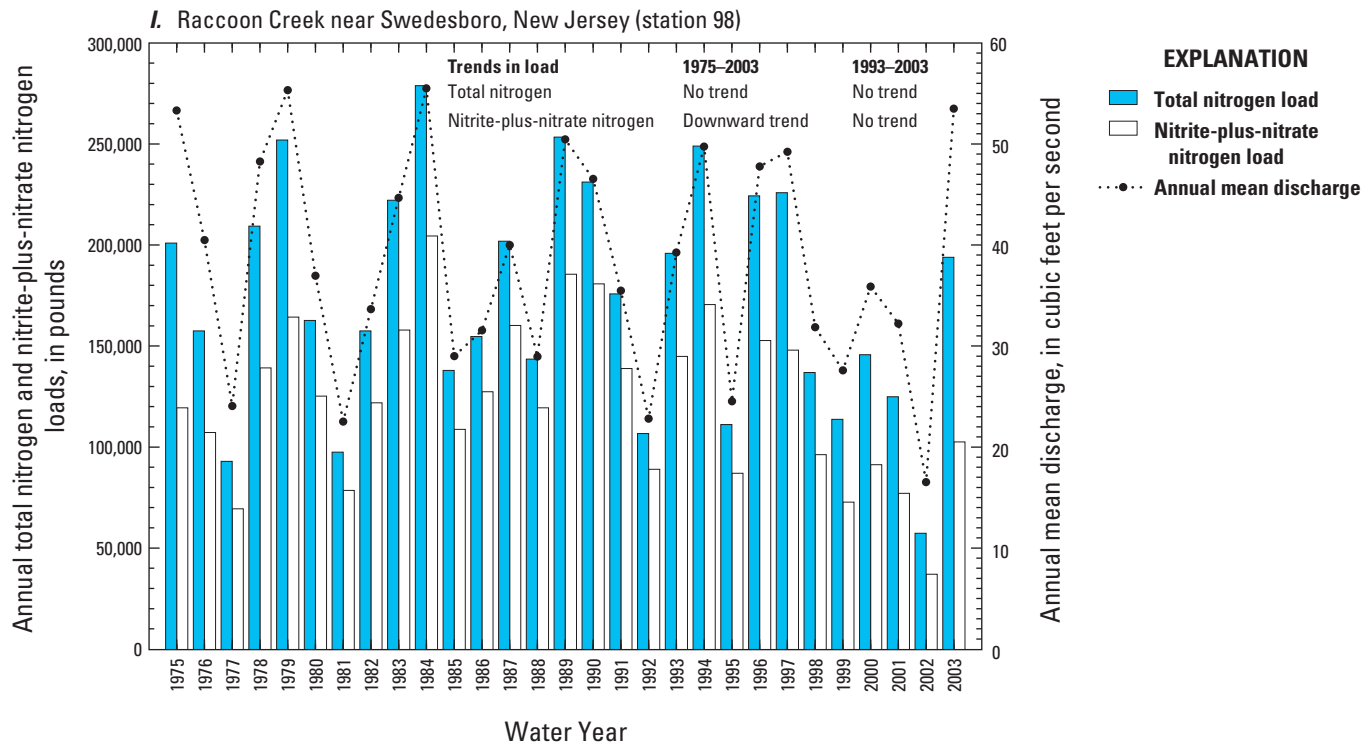 I. Raccoon Creek near Swedesboro, New Jersey (station 98)
Annual total nitrogen and nitrite-plus-nitrate nitrogen
loads, in pounds
300,000
250,000
200,000
150,000
100,000
50,000
0
Trends in load 1975–2003 1993–2003
Total nitrogen No trend No trend
Nitrite-plus-nitrate nitrogen Downward trend No trend
60
50
40
30
20
10
0
Annual mean discharge, in cubic feet per second
1975 1976 1977 1978 1979 1980 1981 1982 1983 1984 1985 1986 1987 1988 1989 1990 1991 1992 1993 1994 1995 1996 1997 1998 1999 2000 2001 2002 2003
Water Year
EXPLANATION
Total nitrogen load
Nitrite-plus-nitrate
nitrogen load
Annual mean discharge